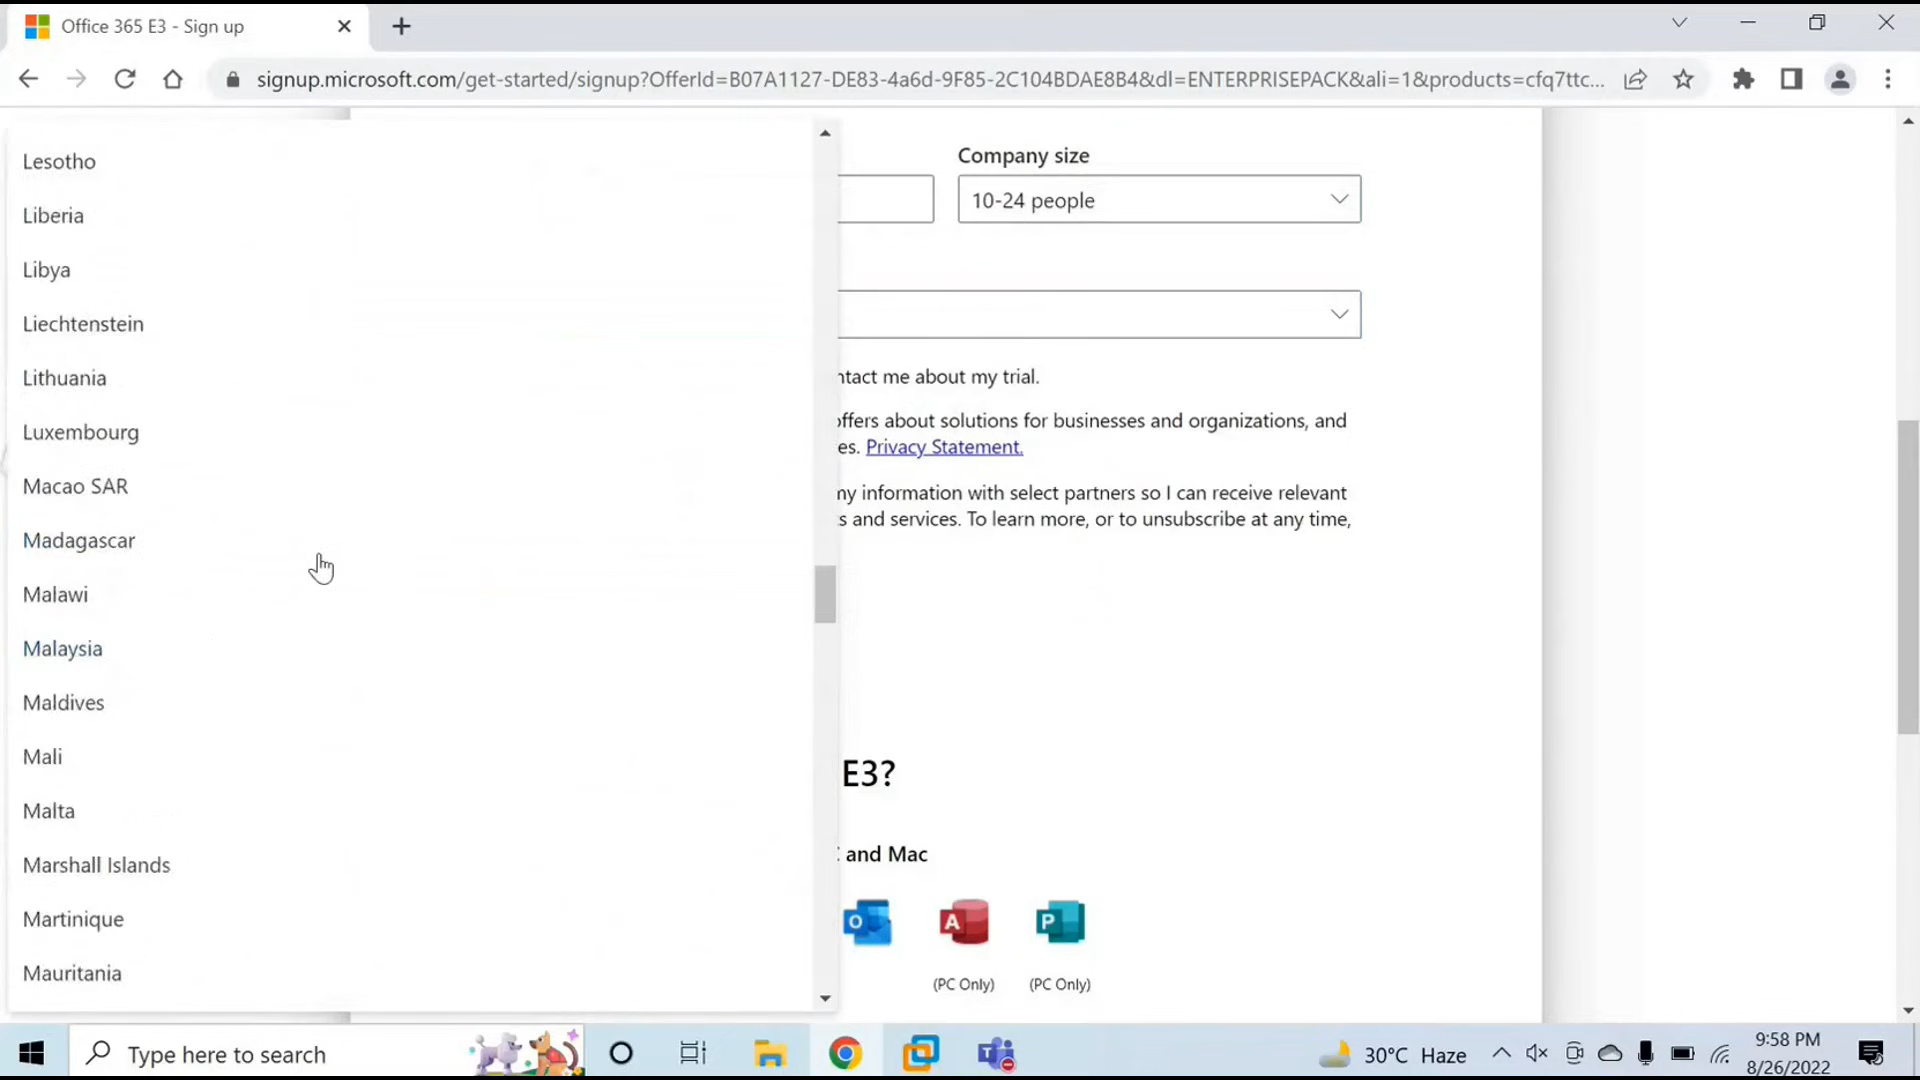 Office 365 E3 - Sign up
signup.microsoft.com/get-started/signup?OfferId=B07A1127-DE83-4a6d-9F85-2C104BDAE8B4&dl=ENTERPRISEPACK&ali=1&products=cfq7ttc...
Lesotho
Liberia
Libya
Liechtenstein
Lithuania
Luxembourg
Macao SAR
Madagascar
Malawi
Malaysia
Maldives
Mali
Malta
Marshall Islands
Martinique
Mauritania
Company size
10-24 people
ntact me about my trial.
offers about solutions for businesses and organizations, and
es. Privacy Statement.
my information with select partners so I can receive relevant
s and services. To learn more, or to unsubscribe at any time,
E3?
and Mac
O
A
P
(PC Only)
(PC Only)
Type here to search
30°C Haze
9:58 PM
8/26/2022